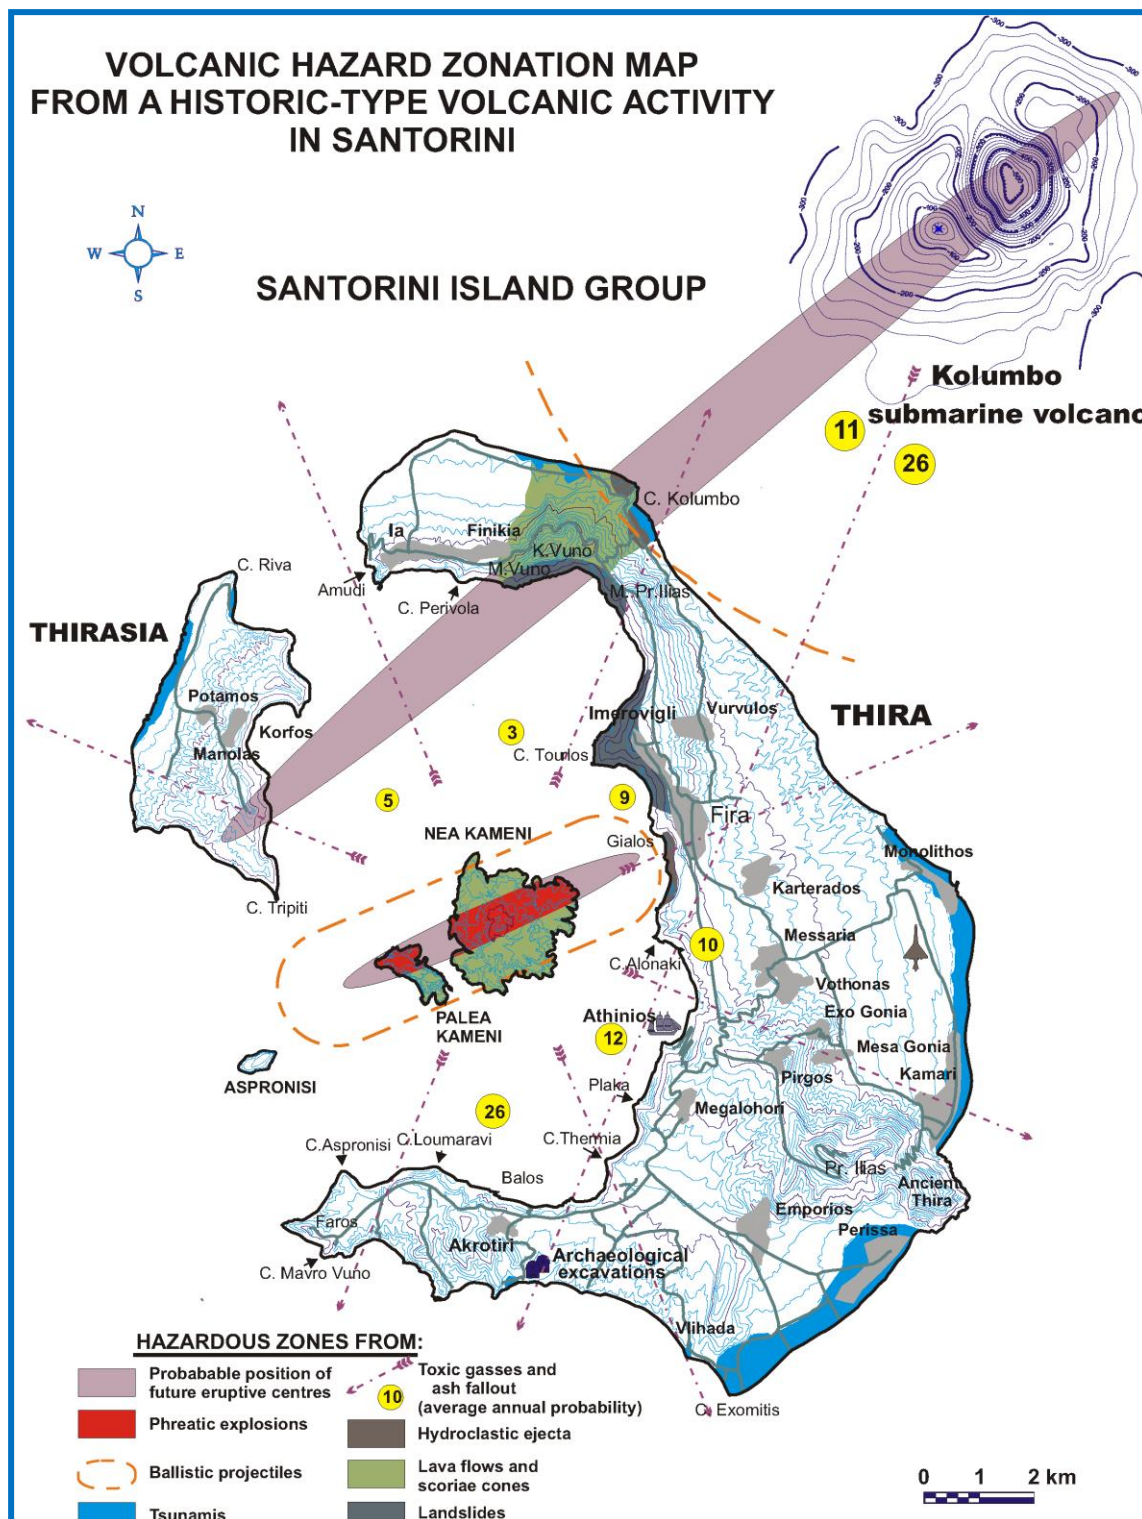 VOLCANIC HAZARD ZONATION MAP
FROM A HISTORIC-TYPE VOLCANIC ACTIVITY
IN SANTORINI
N
W E
S
SANTORINI ISLAND GROUP
Kolumbo
submarine volcano
11
26
C. Kolumbo
Ia
Finikia
K.Vuno
M.Vuno
Amudi
C. Perivola
M. Pr.Ilias
C. Riva
THIRASIA
Potamos
Korfos
Manolas
C. Tripiti
Imerovigli
Vurvulos
THIRA
3
C. Tourlos
5
9
Fira
NEA KAMENI
Gialos
Monolithos
Karterados
Messaria
10
C.Alonaki
Vothonas
PALEA
KAMENI
Athinios
Exo Gonia
12
Mesa Gonia
ASPRONISI
Pirgos
Kamari
Plaka
26
Megalohori
C.Aspronisi
C.Loumaravi
C.Thermia
Balos
Pr. Ilias
Ancient
Thira
Faros
Emporios
Perissa
Akrotiri
Archaeological
excavations
C. Mavro Vuno
Vlihada
C. Exomitis
HAZARDOUS ZONES FROM:
Probabable position of
future eruptive centres
Phreatic explosions
Ballistic projectiles
Tsunamis
Toxic gasses and
ash fallout
(average annual probability)
10
Hydroclastic ejecta
Lava flows and
scoriae cones
Landslides
0 1 2 km